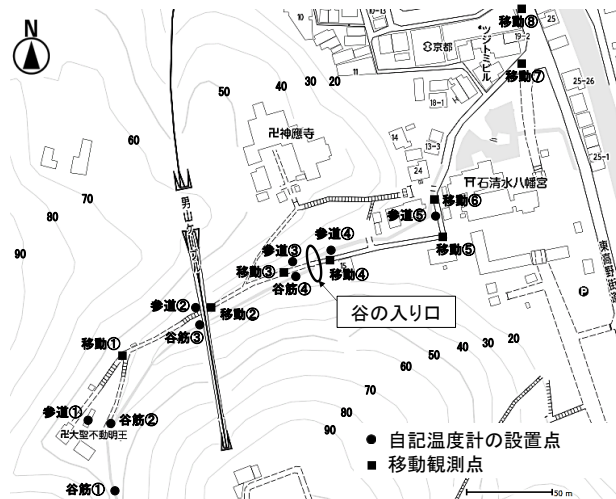 N
10-13
10
移動⑧
19-2
25
ツジトミビル
京都
移動⑦
11
50
40
30
20
18-1
25-26
60
卍神應寺
14
13-3
24
25-1
70
石清水八幡宮
移動⑥
80
男山ケーブル
参道⑤
参道④
移動⑤
参道③
90
移動③
移動④
15
東高野街道
谷筋④
参道②
移動②
谷の入り口
P
谷筋③
移動①
60
50
40
30
20
70
80
参道①
谷筋②
卍大聖不動明王
90
● 自記温度計の設置点
■ 移動観測点
谷筋①
50 m